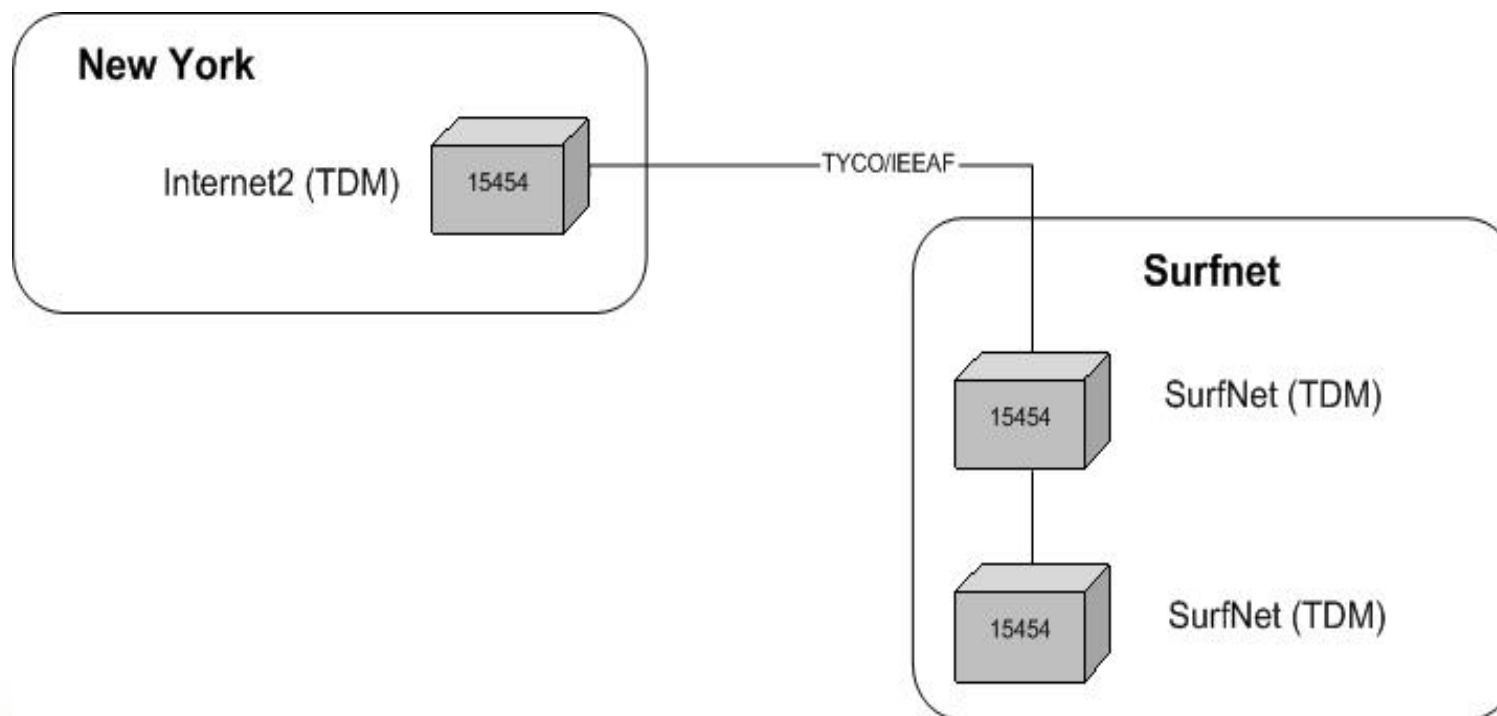 New York
Internet2 (TDM)
15454
TYCO/IEEAF
Surfnet
15454
SurfNet (TDM)
15454
SurfNet (TDM)